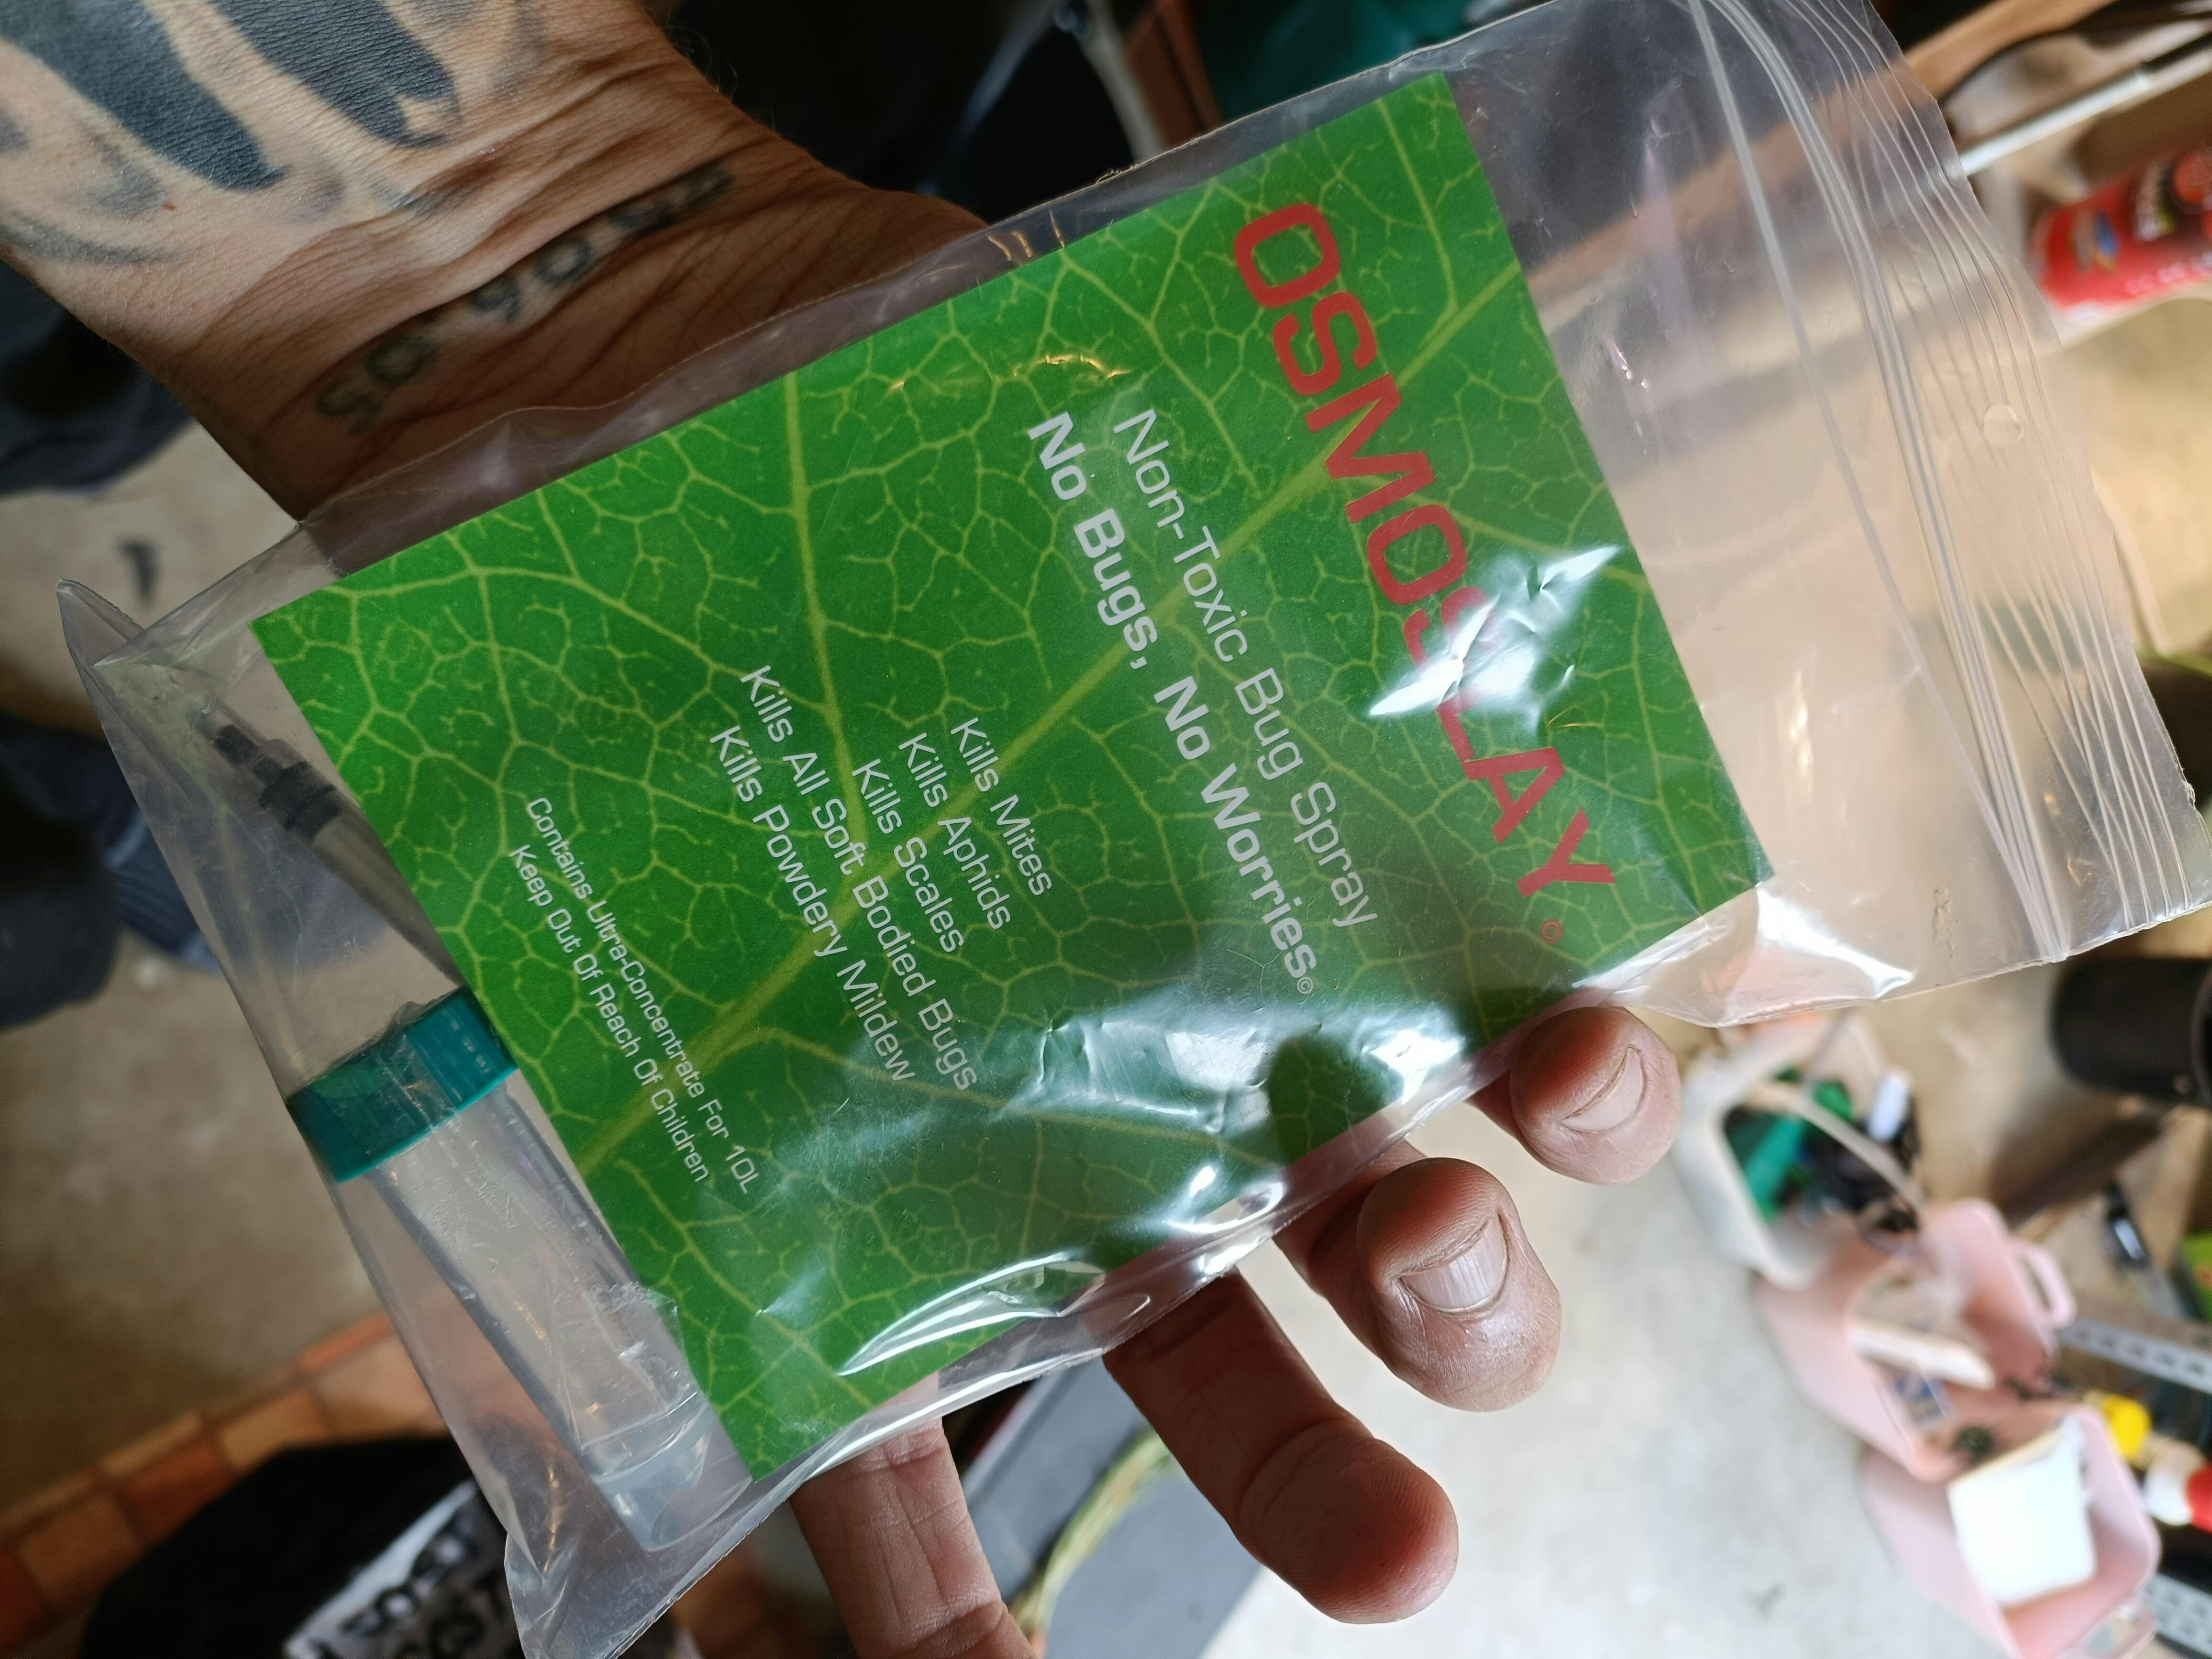 OSMOSLAY©
Non-Toxic Bug Spray
No Bugs, No Worries©
Kills Mites
Kills Aphids
Kills Scales
Kills All Soft Bodied Bugs
Kills Powdery Mildew
Contains Ultra-Concentrate For 10L
Keep Out Of Reach Of Children